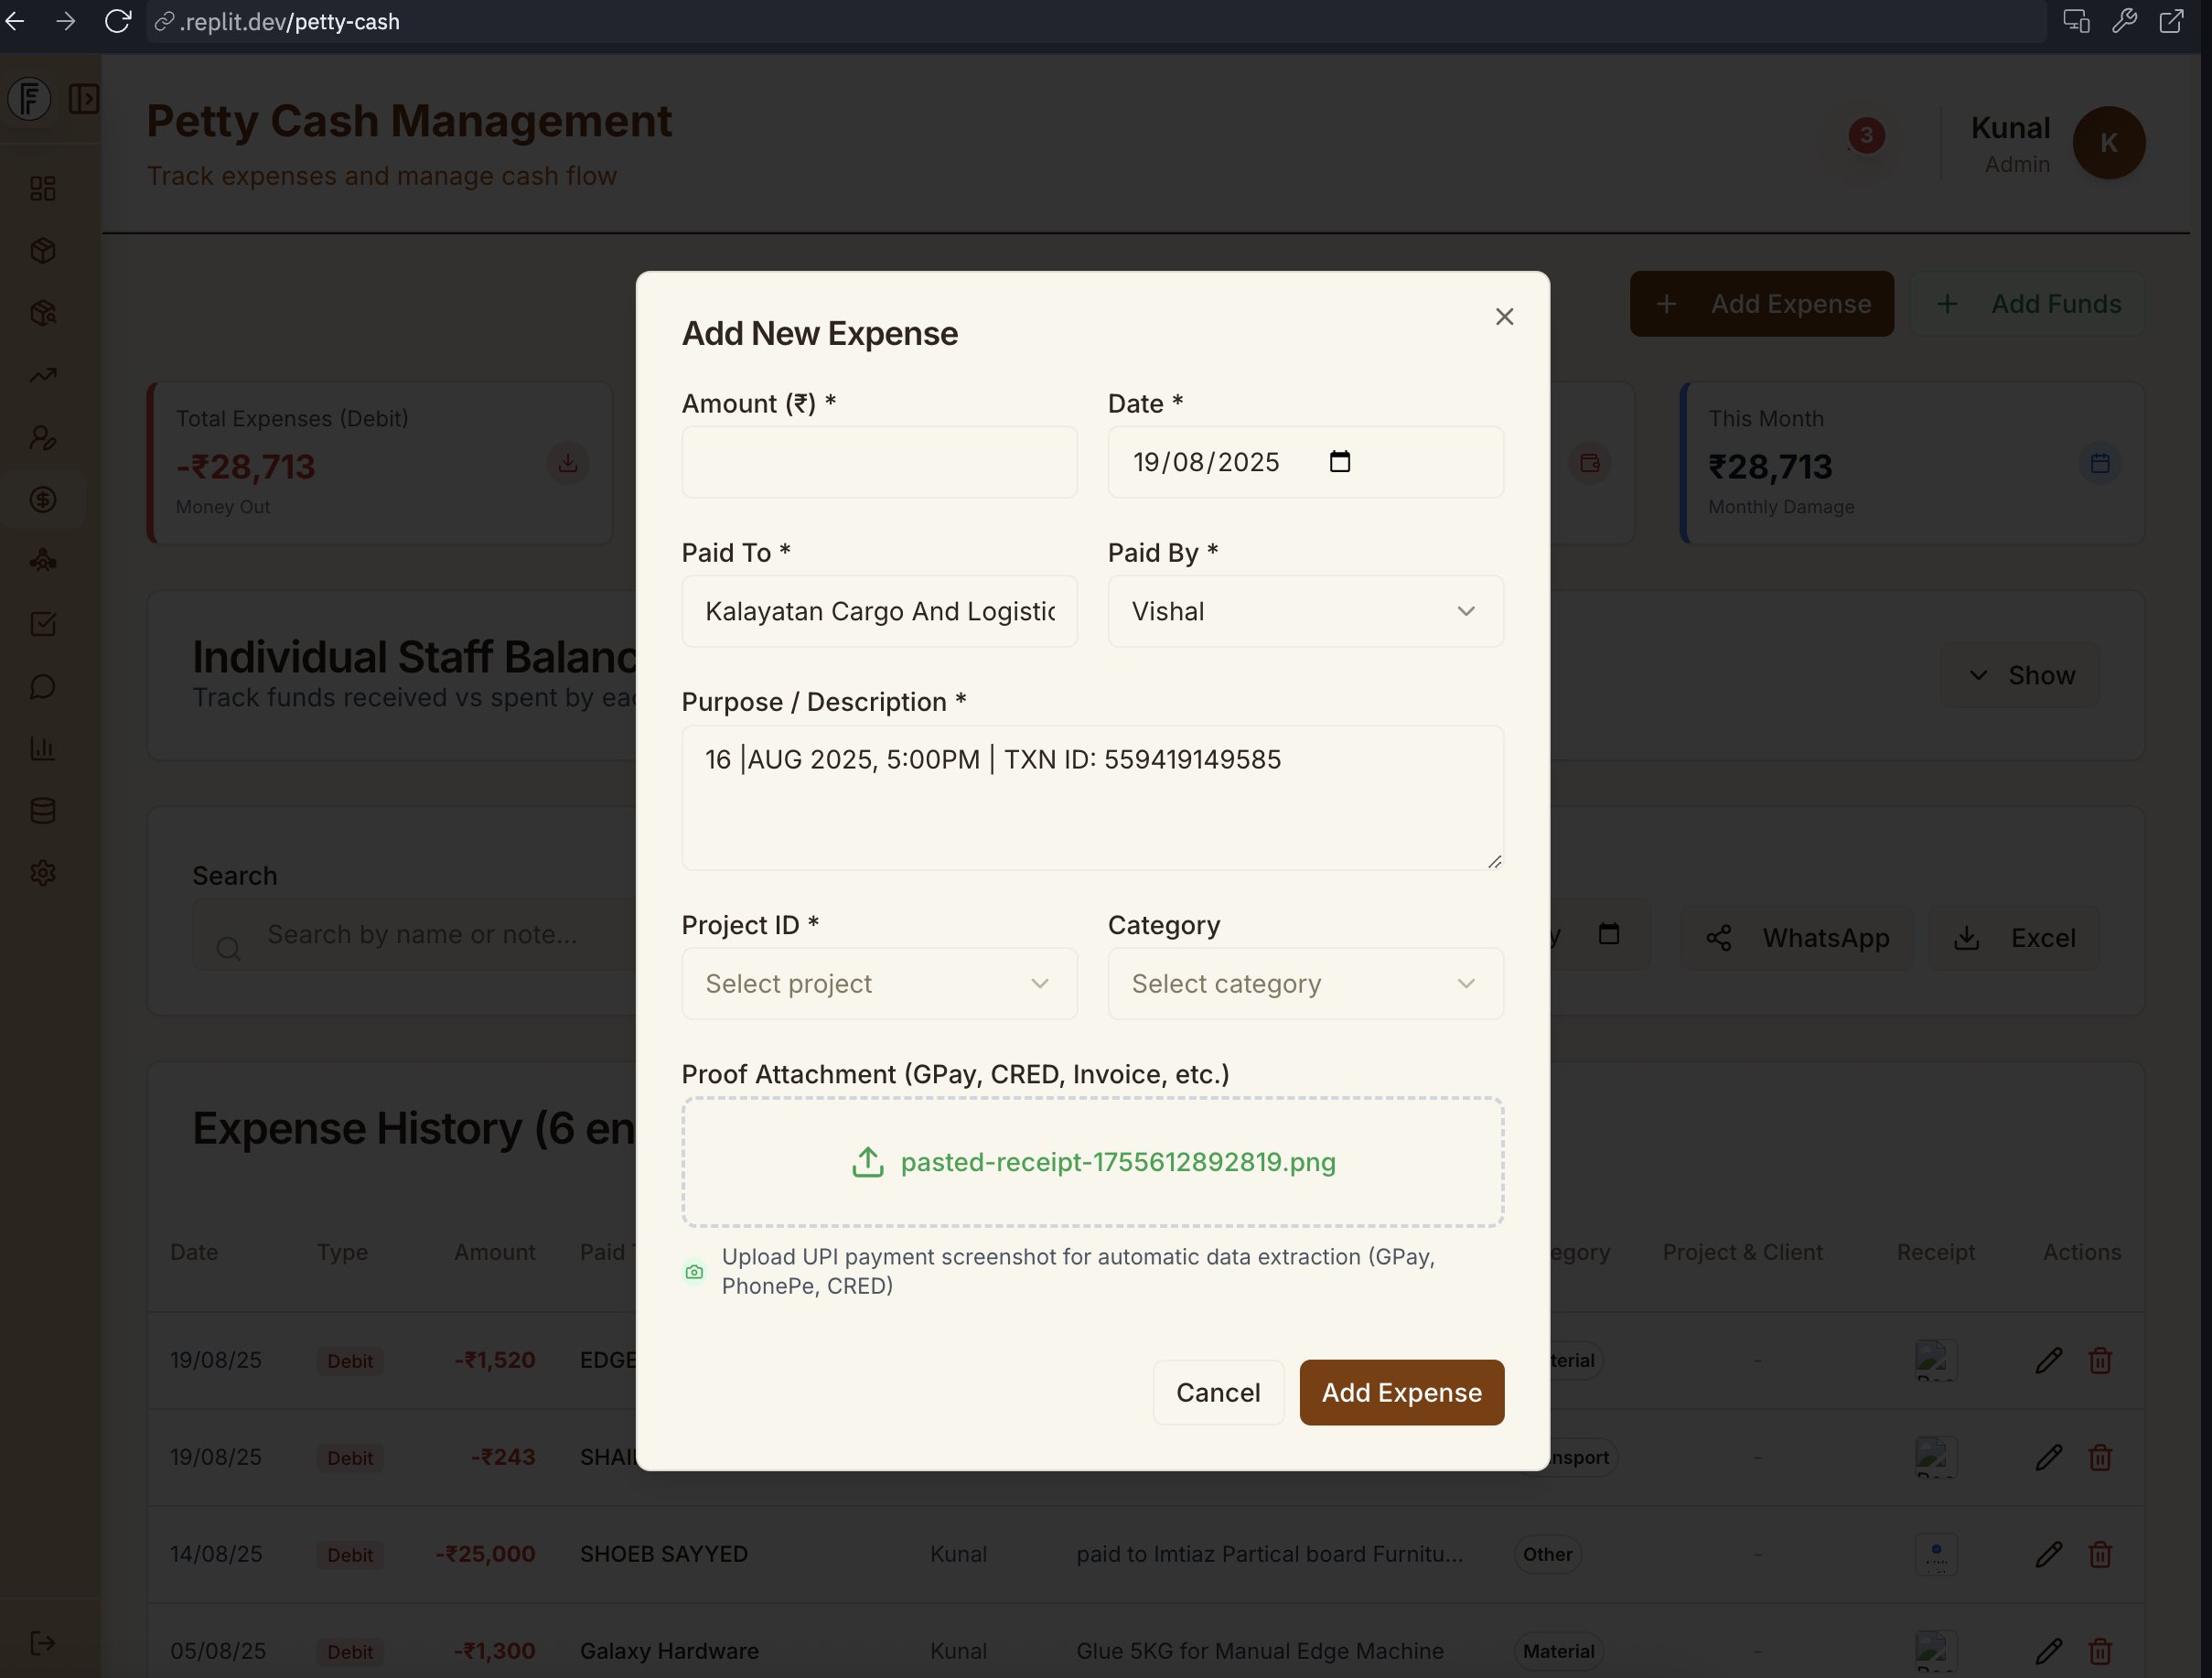 .replit.dev/petty-cash
Petty Cash Management
Track expenses and manage cash flow
3
Kunal
Admin
K
+ Add Expense
+ Add Funds
Total Expenses (Debit)
-₹28,713
Money Out
This Month
₹28,713
Monthly Damage
Individual Staff Balanc
Track funds received vs spent by ea
Show
Search
Search by name or note...
y
WhatsApp
Excel
Expense History (6 en
Date Type Amount Paid egory Project & Client Receipt Actions
19/08/25 Debit -₹1,520 EDGE terial -
19/08/25 Debit -₹243 SHAI nsport -
14/08/25 Debit -₹25,000 SHOEB SAYYED Kunal paid to Imtiaz Partical board Furnitu... Other -
05/08/25 Debit -₹1,300 Galaxy Hardware Kunal Glue 5KG for Manual Edge Machine Material -
Add New Expense
Amount (₹) *
Date *
19/08/2025
Paid To *
Paid By *
Kalayatan Cargo And Logistic
Vishal
Purpose / Description *
16 |AUG 2025, 5:00PM | TXN ID: 559419149585
Project ID *
Category
Select project
Select category
Proof Attachment (GPay, CRED, Invoice, etc.)
pasted-receipt-1755612892819.png
Upload UPI payment screenshot for automatic data extraction (GPay,
PhonePe, CRED)
Cancel
Add Expense